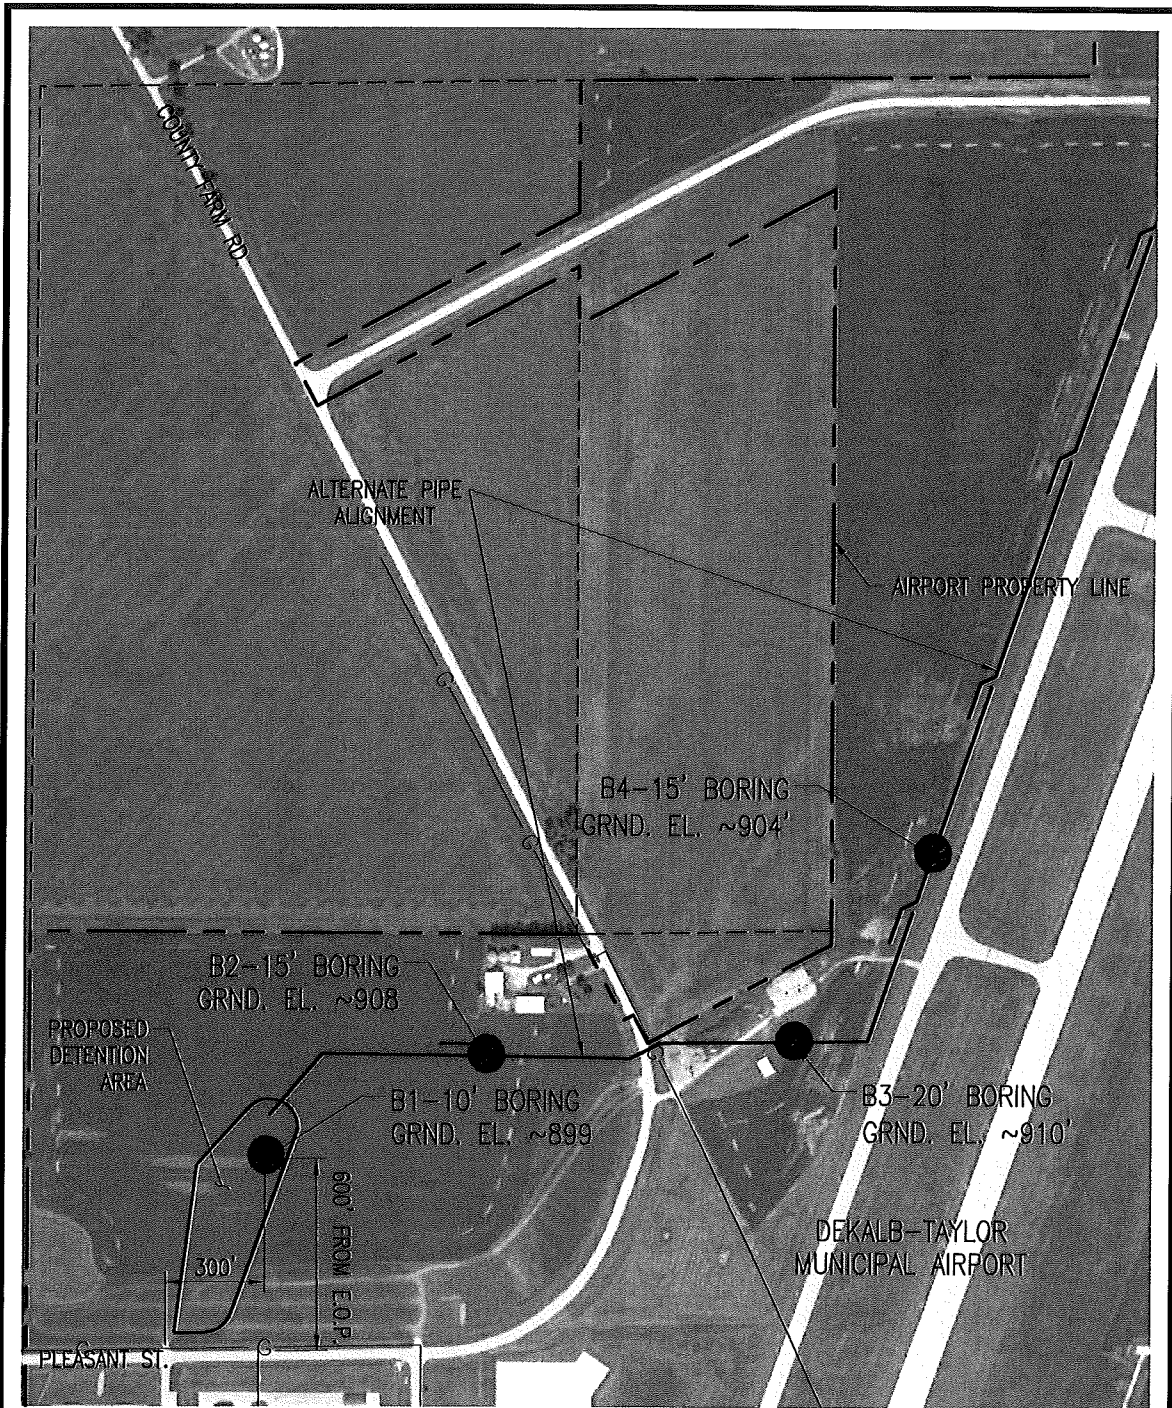 COUNTY FARM RD.
ALTERNATE PIPE
ALIGNMENT
AIRPORT PROPERTY LINE
B4-15' BORING
GRND. EL. ~904'
B2-15' BORING
GRND. EL. ~908
PROPOSED
DETENTION
AREA
B1-10' BORING
GRND. EL. ~899
B3-20' BORING
GRND. EL. ~910'
600' FROM E.O.P.
300'
DEKALB-TAYLOR
MUNICIPAL AIRPORT
PLEASANT ST.
G
G
G
G
G